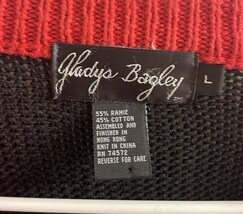 Gladys Bagley
L
55% RAMIE
45% COTTON
ASSEMBLED AND
FINISHED IN
HONG KONG
KNIT IN CHINA
RN 74572
REVERSE FOR CARE